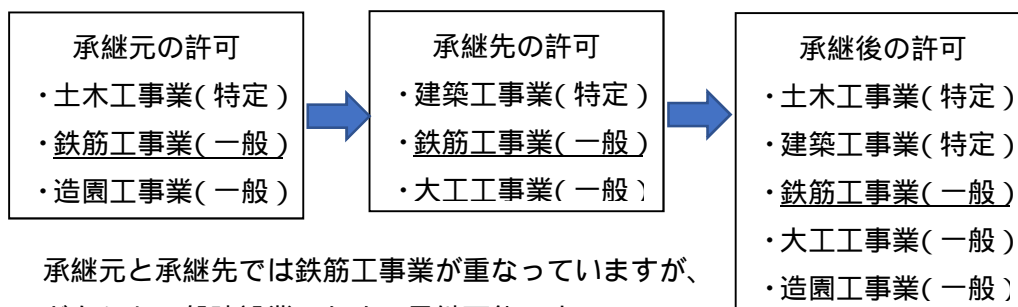 承継元の許可
・土木工事業(特定)
・鉄筋工事業(一般)
・造園工事業(一般)
承継先の許可
・建築工事業(特定)
・鉄筋工事業(一般)
・大工工事業(一般)
承継後の許可
・土木工事業(特定)
・建築工事業(特定)
・鉄筋工事業(一般)
・大工工事業(一般)
・造園工事業(一般)
承継元と承継先では鉄筋工事業が重なっていますが、